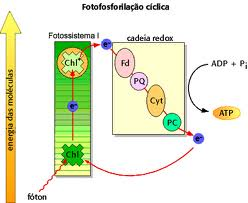 Fotofosforilação cíclica
Fotossistema I
cadeia redox
e-
Chl*
Fd
PQ
Cyt
PC
ADP + Pi
ATP
e-
e-
Chl
fóton
energia das moléculas